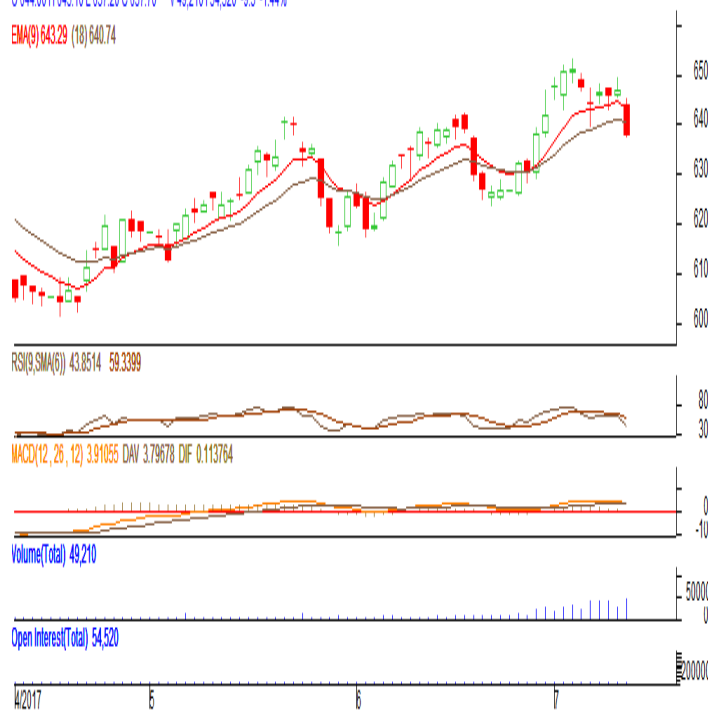 EMA(9) 643.29 (18) 640.74
650
640
630
620
610
600
RSI(9,SMA(6)) 43.8514 59.3399
80
30
MACD(12 , 26 , 12) 3.91055 DAV 3.79678 DIF 0.113764
0
-10
Volume(Total) 49,210
50000
0
Open Interest(Total) 54,520
200000
4/2017 5 6 7